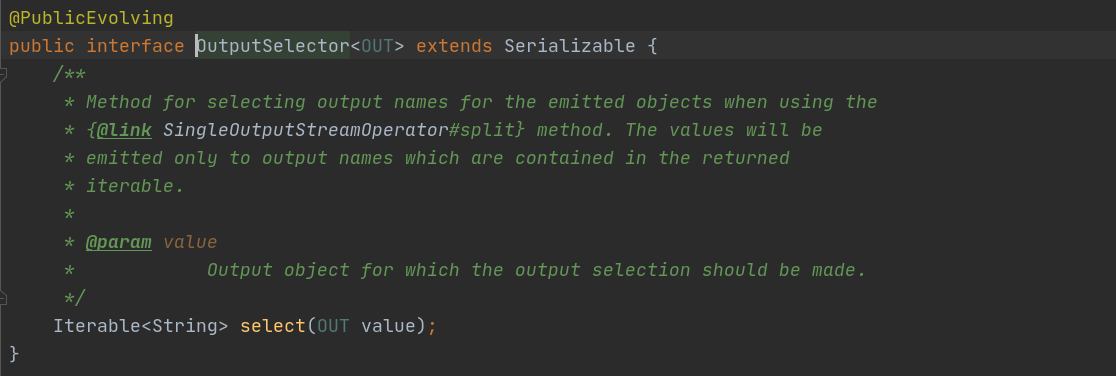 @PublicEvolving
public interface OutputSelector<OUT> extends Serializable {
    /**
     * Method for selecting output names for the emitted objects when using the
     * {@link SingleOutputStreamOperator#split} method. The values will be
     * emitted only to output names which are contained in the returned
     * iterable.
     *
     * @param value
     *            Output object for which the output selection should be made.
     */
    Iterable<String> select(OUT value);
}